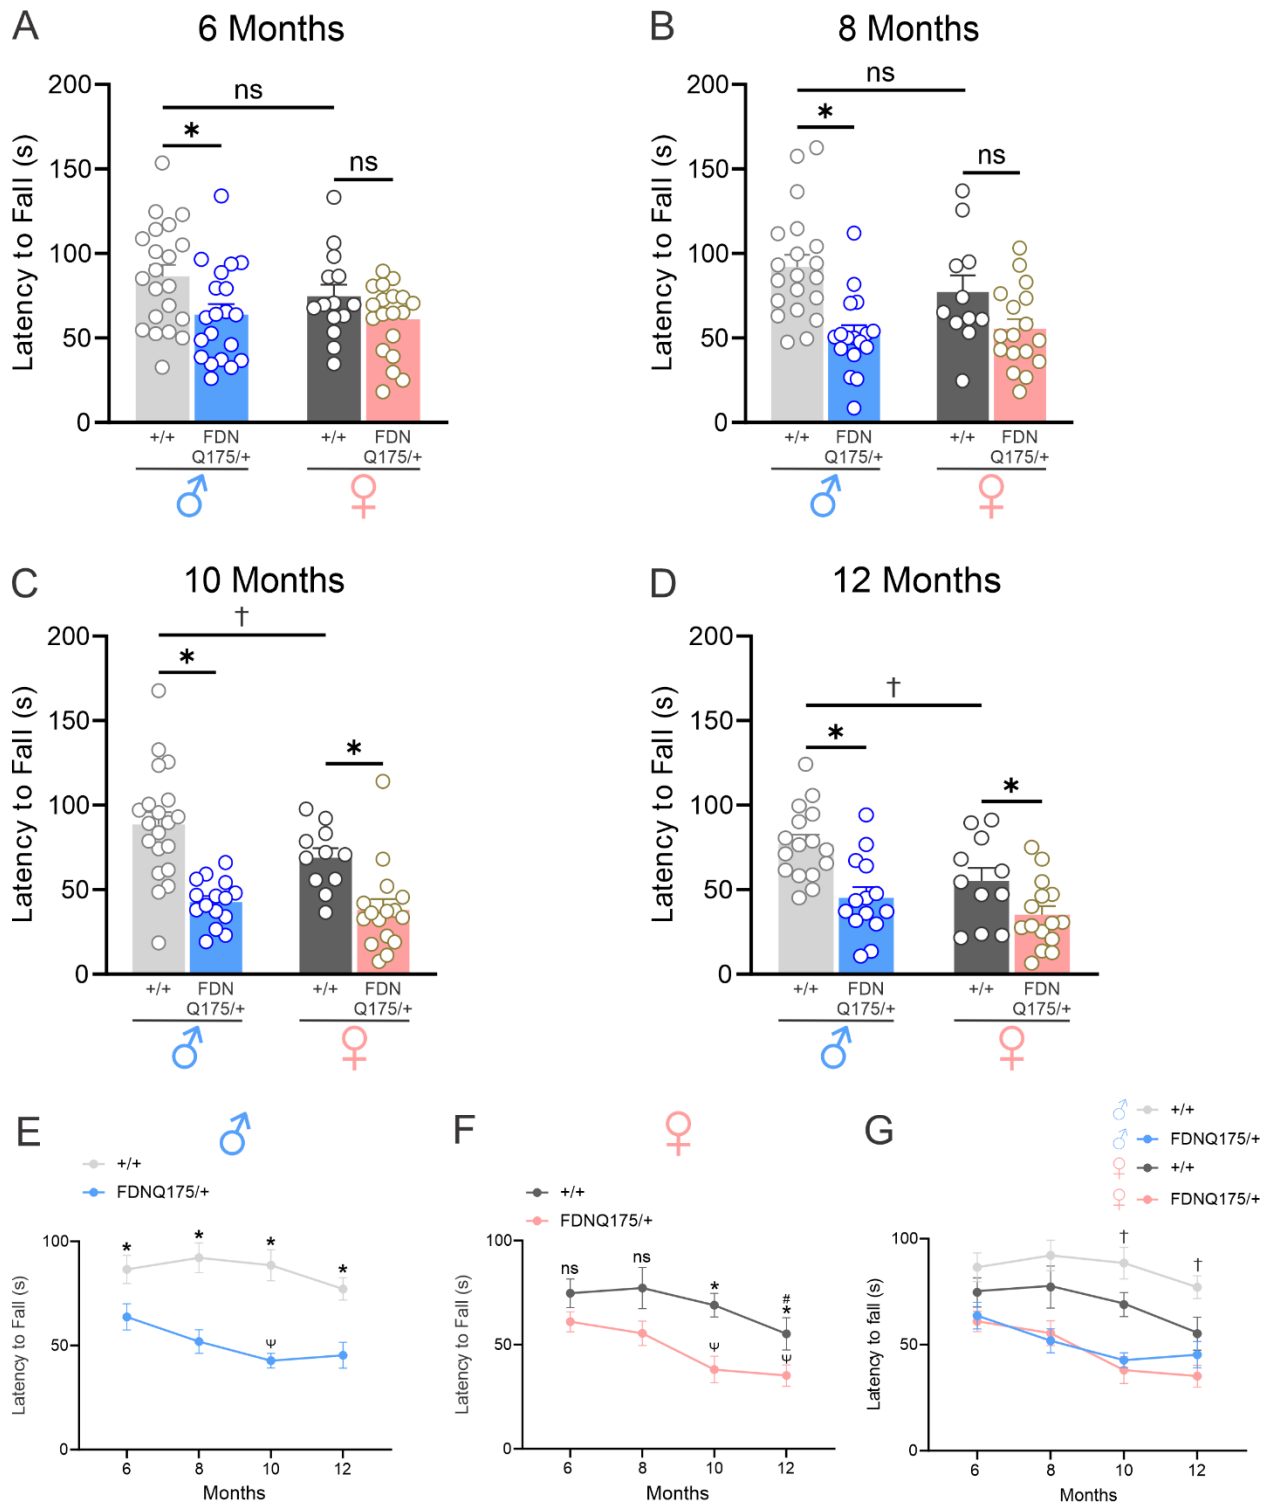 A
6 Months
B
8 Months
200
150
100
50
0
Latency to Fall (s)
ns
*
ns
+/+
FDN
Q175/+
+/+
FDN
Q175/+
♂
♀
200
150
100
50
0
Latency to Fall (s)
ns
*
ns
+/+
FDN
Q175/+
+/+
FDN
Q175/+
♂
♀
C
10 Months
D
12 Months
200
150
100
50
0
Latency to Fall (s)
†
*
*
+/+
FDN
Q175/+
+/+
FDN
Q175/+
♂
♀
200
150
100
50
0
Latency to Fall (s)
†
*
*
+/+
FDN
Q175/+
+/+
FDN
Q175/+
♂
♀
E
♂
+/+
FDNQ175/+
100
50
0
Latency to Fall (s)
* * * *
Ψ
6 8 10 12
Months
F
♀
+/+
FDNQ175/+
100
50
0
Latency to Fall (s)
ns ns * #
*
Ψ Ψ
6 8 10 12
Months
G
♂ +/+
♂ FDNQ175/+
♀ +/+
♀ FDNQ175/+
100
50
0
Latency to fall (s)
† †
6 8 10 12
Months